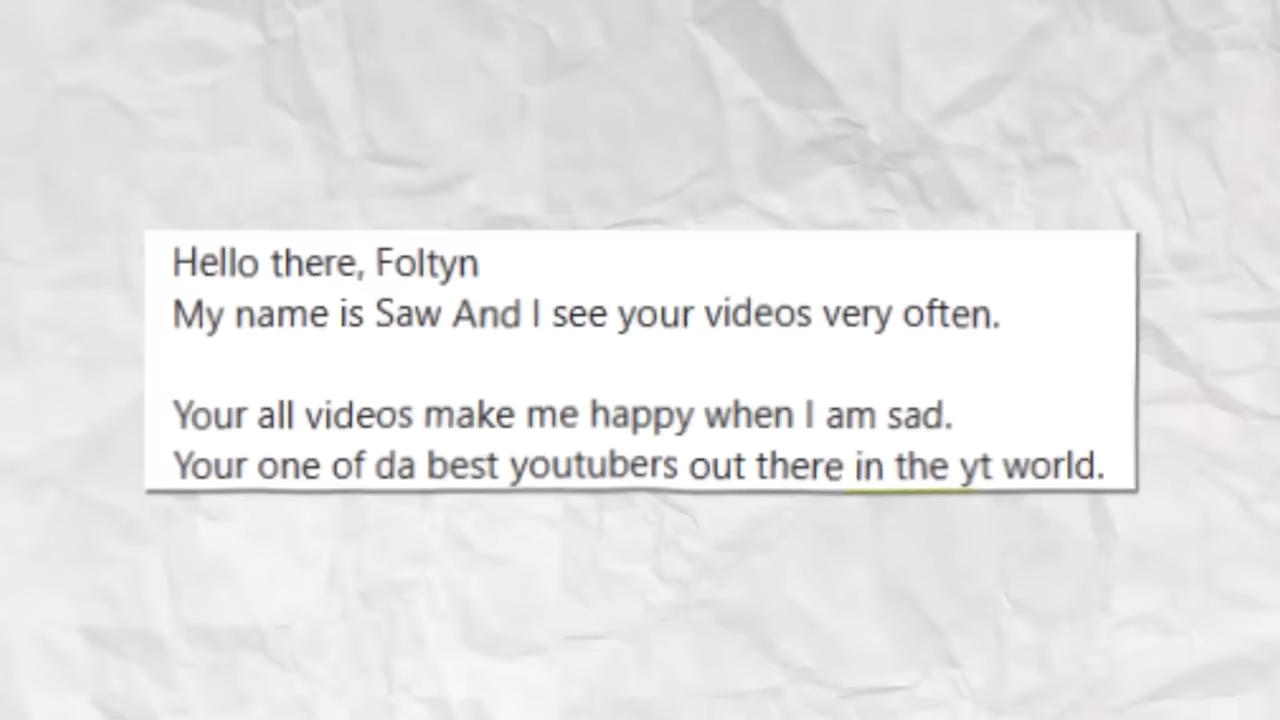 Hello there, Foltyn
My name is Saw And I see your videos very often.
Your all videos make me happy when I am sad.
Your one of da best youtubers out there in the yt world.